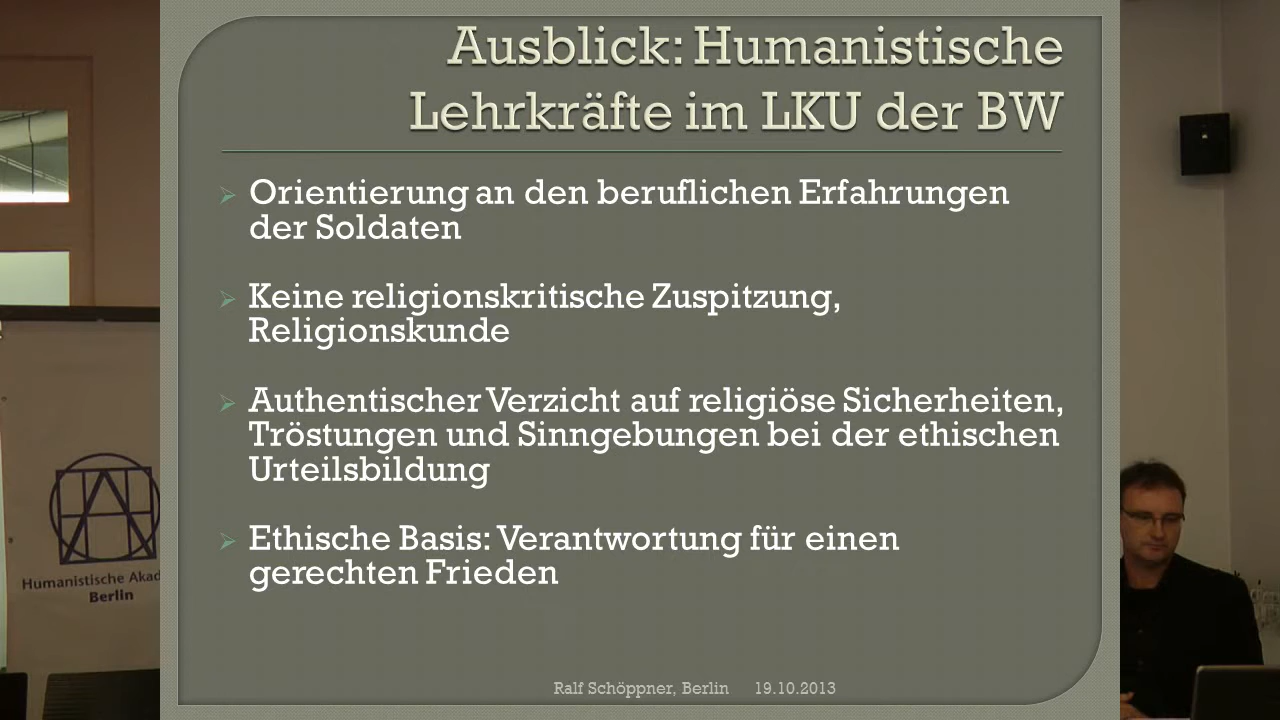 Ausblick: Humanistische
Lehrkräfte im LKU der BW
Orientierung an den beruflichen Erfahrungen
der Soldaten
Keine religionskritische Zuspitzung,
Religionskunde
Authentischer Verzicht auf religiöse Sicherheiten,
Tröstungen und Sinngebungen bei der ethischen
Urteilsbildung
Ethische Basis: Verantwortung für einen
gerechten Frieden
Humanistische Akad
Berlin
Ralf Schöppner, Berlin 19.10.2013